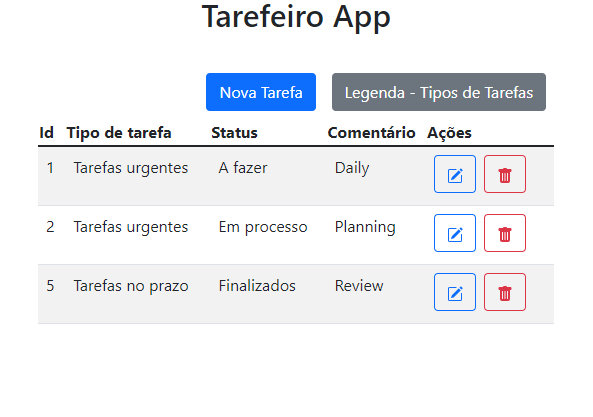 Tarefeiro App
Nova Tarefa Legenda - Tipos de Tarefas
Id Tipo de tarefa Status Comentário Ações
1 Tarefas urgentes A fazer Daily
2 Tarefas urgentes Em processo Planning
5 Tarefas no prazo Finalizados Review